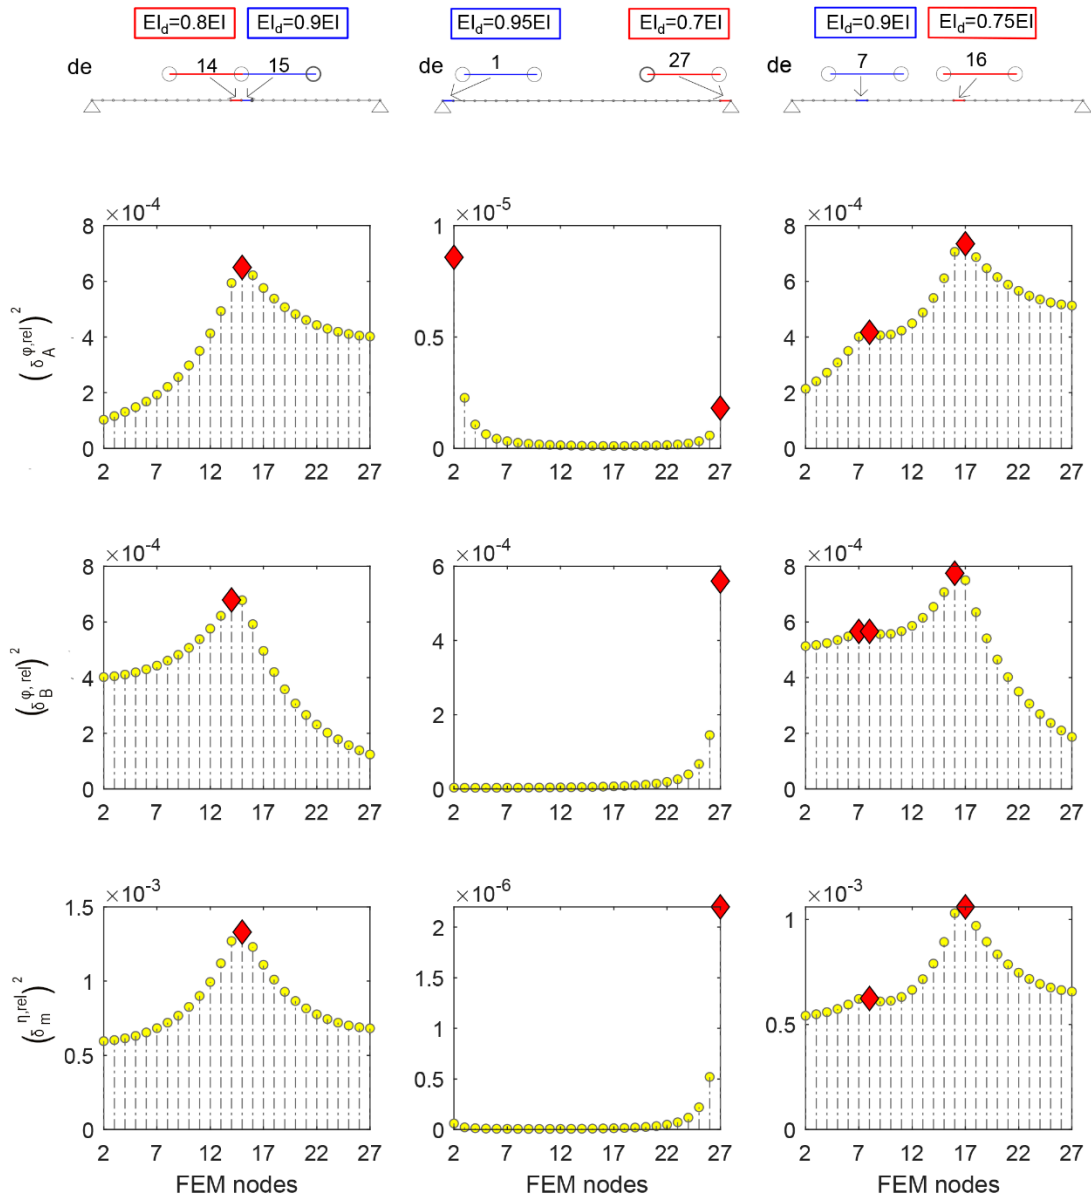 EId=0.8EI EId=0.9EI EId=0.95EI EId=0.7EI EId=0.9EI EId=0.75EI
de 14 15 de 1 27 de 7 16
×10-4 ×10-5 ×10-4
8 1 8
6 6
4 0.5 4
2 2
0 0 0
(δAφ,rel)2
2 7 12 17 22 27 2 7 12 17 22 27 2 7 12 17 22 27
×10-4 ×10-4 ×10-4
8 6 8
6 4 6
4 4
2 2 2
0 0 0
(δBφ, rel)2
2 7 12 17 22 27 2 7 12 17 22 27 2 7 12 17 22 27
×10-3 ×10-6 ×10-3
1.5 2 1
1 1.5
1 0.5
0.5 0.5
0 0 0
(δmη,rel)2
2 7 12 17 22 27 2 7 12 17 22 27 2 7 12 17 22 27
FEM nodes FEM nodes FEM nodes